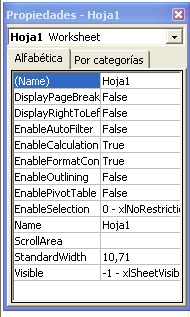 Propiedades - Hoja1
Hoja1 Worksheet
Alfabética Por categorías
(Name) Hoja1
DisplayPageBreak False
DisplayRightToLef False
EnableAutoFilter False
EnableCalculation True
EnableFormatCon True
EnableOutlining False
EnablePivotTable False
EnableSelection 0 - xlNoRestrictio
Name Hoja1
ScrollArea
StandardWidth 10,71
Visible -1 - xlSheetVisib